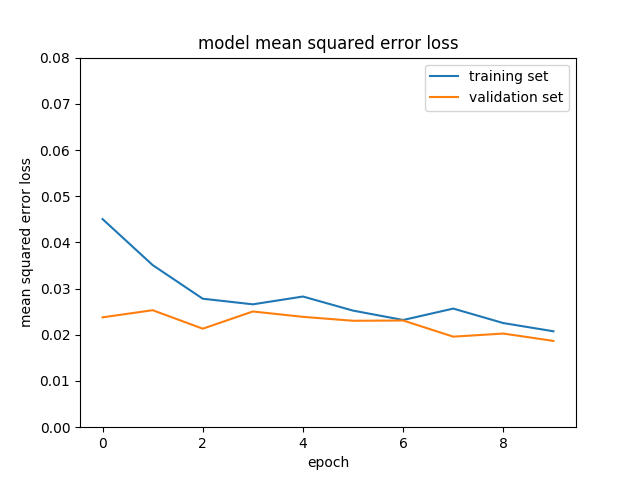 model mean squared error loss
0.08
0.07
0.06
0.05
0.04
0.03
0.02
0.01
0.00
mean squared error loss
training set
validation set
0 2 4 6 8
epoch